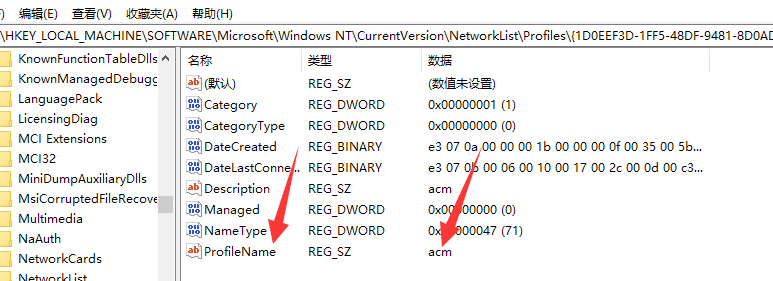 (E) 编辑(E) 查看(V) 收藏夹(A) 帮助(H)
\HKEY_LOCAL_MACHINE\SOFTWARE\Microsoft\Windows NT\CurrentVersion\NetworkList\Profiles\{1D0EEF3D-1FF5-48DF-9481-8D0AD
KnownFunctionTableDlls
KnownManagedDebugg
LanguagePack
LicensingDiag
MCI Extensions
MCI32
MiniDumpAuxiliaryDlls
MsiCorruptedFileRecove
Multimedia
NaAuth
NetworkCards
NetworkList
名称 类型 数据
(默认) REG_SZ (数值未设置)
Category REG_DWORD 0x00000001 (1)
CategoryType REG_DWORD 0x00000000 (0)
DateCreated REG_BINARY e3 07 0a 00 00 00 1b 00 00 00 0f 00 35 00 5b...
DateLastConne... REG_BINARY e3 07 0b 00 06 00 10 00 17 00 2c 00 0d 00 c3...
Description REG_SZ acm
Managed REG_DWORD 0x00000000 (0)
NameType REG_DWORD 0x00000047 (71)
ProfileName REG_SZ acm